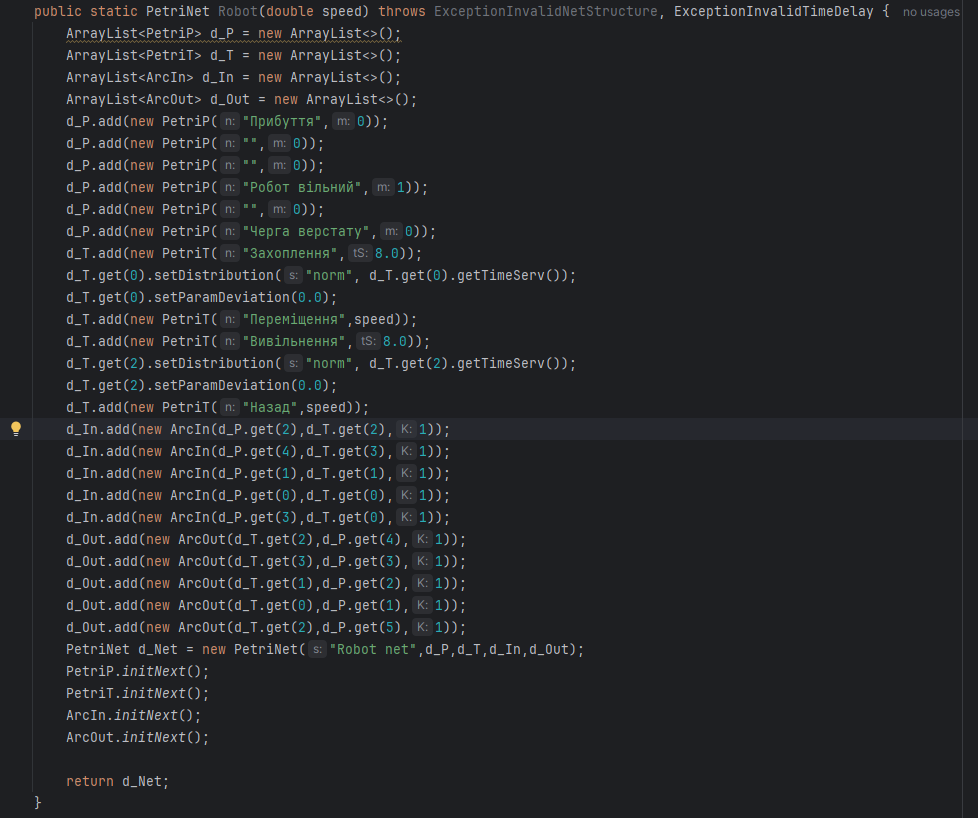 public static PetriNet Robot(double speed) throws ExceptionInvalidNetStructure, ExceptionInvalidTimeDelay { no usages
ArrayList<PetriP> d_P = new ArrayList<>();
ArrayList<PetriT> d_T = new ArrayList<>();
ArrayList<ArcIn> d_In = new ArrayList<>();
ArrayList<ArcOut> d_Out = new ArrayList<>();
d_P.add(new PetriP( n: "Прибуття", m: 0));
d_P.add(new PetriP( n: "", m: 0));
d_P.add(new PetriP( n: "", m: 0));
d_P.add(new PetriP( n: "Робот вільний", m: 1));
d_P.add(new PetriP( n: "", m: 0));
d_P.add(new PetriP( n: "Черга верстату", m: 0));
d_T.add(new PetriT( n: "Захоплення", tS: 8.0));
d_T.get(0).setDistribution( s: "norm", d_T.get(0).getTimeServ());
d_T.get(0).setParamDeviation(0.0);
d_T.add(new PetriT( n: "Переміщення",speed));
d_T.add(new PetriT( n: "Вивільнення", tS: 8.0));
d_T.get(2).setDistribution( s: "norm", d_T.get(2).getTimeServ());
d_T.get(2).setParamDeviation(0.0);
d_T.add(new PetriT( n: "Назад",speed));
d_In.add(new ArcIn(d_P.get(2),d_T.get(2), K: 1));
d_In.add(new ArcIn(d_P.get(4),d_T.get(3), K: 1));
d_In.add(new ArcIn(d_P.get(1),d_T.get(1), K: 1));
d_In.add(new ArcIn(d_P.get(0),d_T.get(0), K: 1));
d_In.add(new ArcIn(d_P.get(3),d_T.get(0), K: 1));
d_Out.add(new ArcOut(d_T.get(2),d_P.get(4), K: 1));
d_Out.add(new ArcOut(d_T.get(3),d_P.get(3), K: 1));
d_Out.add(new ArcOut(d_T.get(1),d_P.get(2), K: 1));
d_Out.add(new ArcOut(d_T.get(0),d_P.get(1), K: 1));
d_Out.add(new ArcOut(d_T.get(2),d_P.get(5), K: 1));
PetriNet d_Net = new PetriNet( s: "Robot net",d_P,d_T,d_In,d_Out);
PetriP.initNext();
PetriT.initNext();
ArcIn.initNext();
ArcOut.initNext();
return d_Net;
}